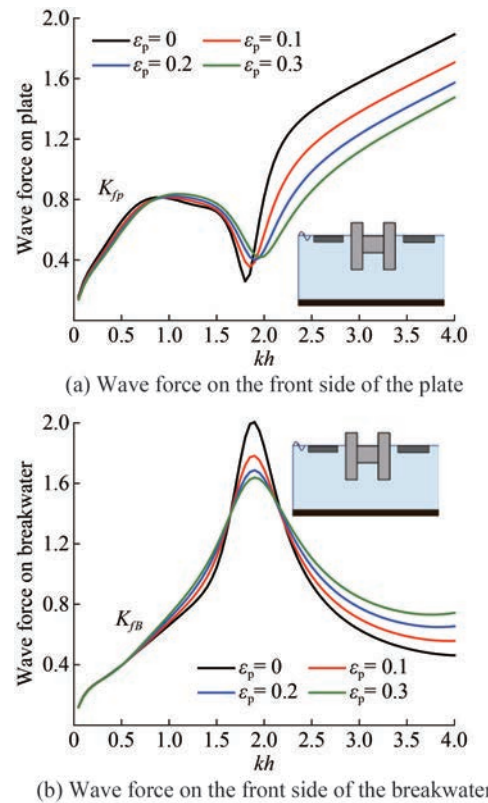 2.0
1.6
1.2
0.8
0.4
Wave force on plate
εp= 0
εp= 0.1
εp= 0.2
εp= 0.3
Kfp
0 0.5 1.0 1.5 2.0 2.5 3.0 3.5 4.0
kh
(a) Wave force on the front side of the plate
2.0
1.6
1.2
0.8
0.4
Wave force on breakwater
KfB
εp= 0
εp= 0.1
εp= 0.2
εp= 0.3
0 0.5 1.0 1.5 2.0 2.5 3.0 3.5 4.0
kh
(b) Wave force on the front side of the breakwater